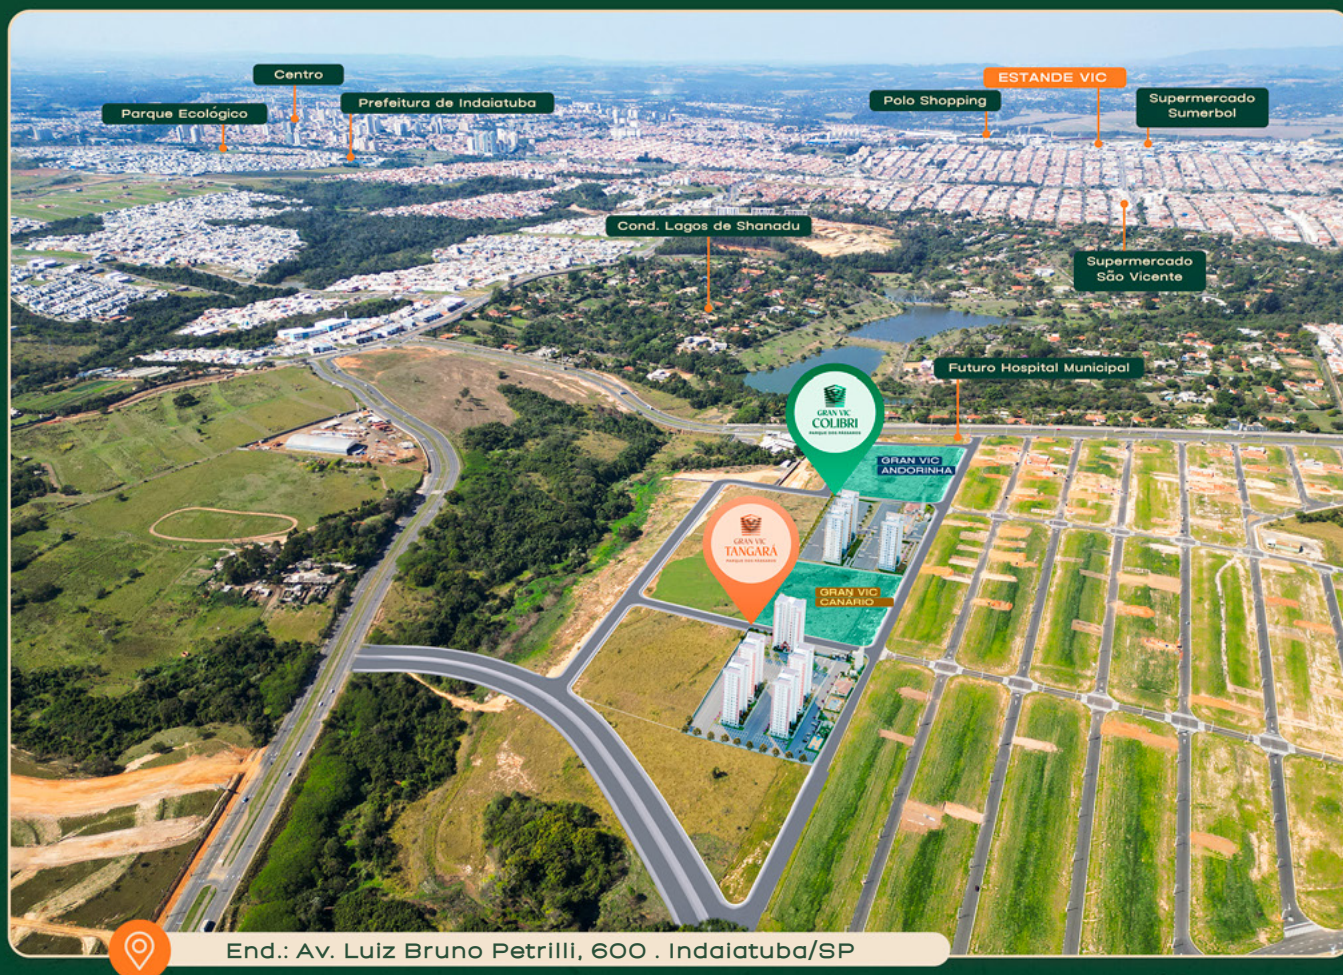 Centro
ESTANDE VIC
Parque Ecológico
Prefeitura de Indaiatuba
Polo Shopping
Supermercado
Sumerbol
Cond. Lagos de Shanadu
Supermercado
São Vicente
Futuro Hospital Municipal
GRAN VIC
COLIBRI
PARQUE DOS PÁSSAROS
GRAN VIC
ANDORINHA
GRAN VIC
TANGARÁ
PARQUE DOS PÁSSAROS
GRAN VIC
CANÁRIO
End.: Av. Luiz Bruno Petrilli, 600 . Indaiatuba/SP